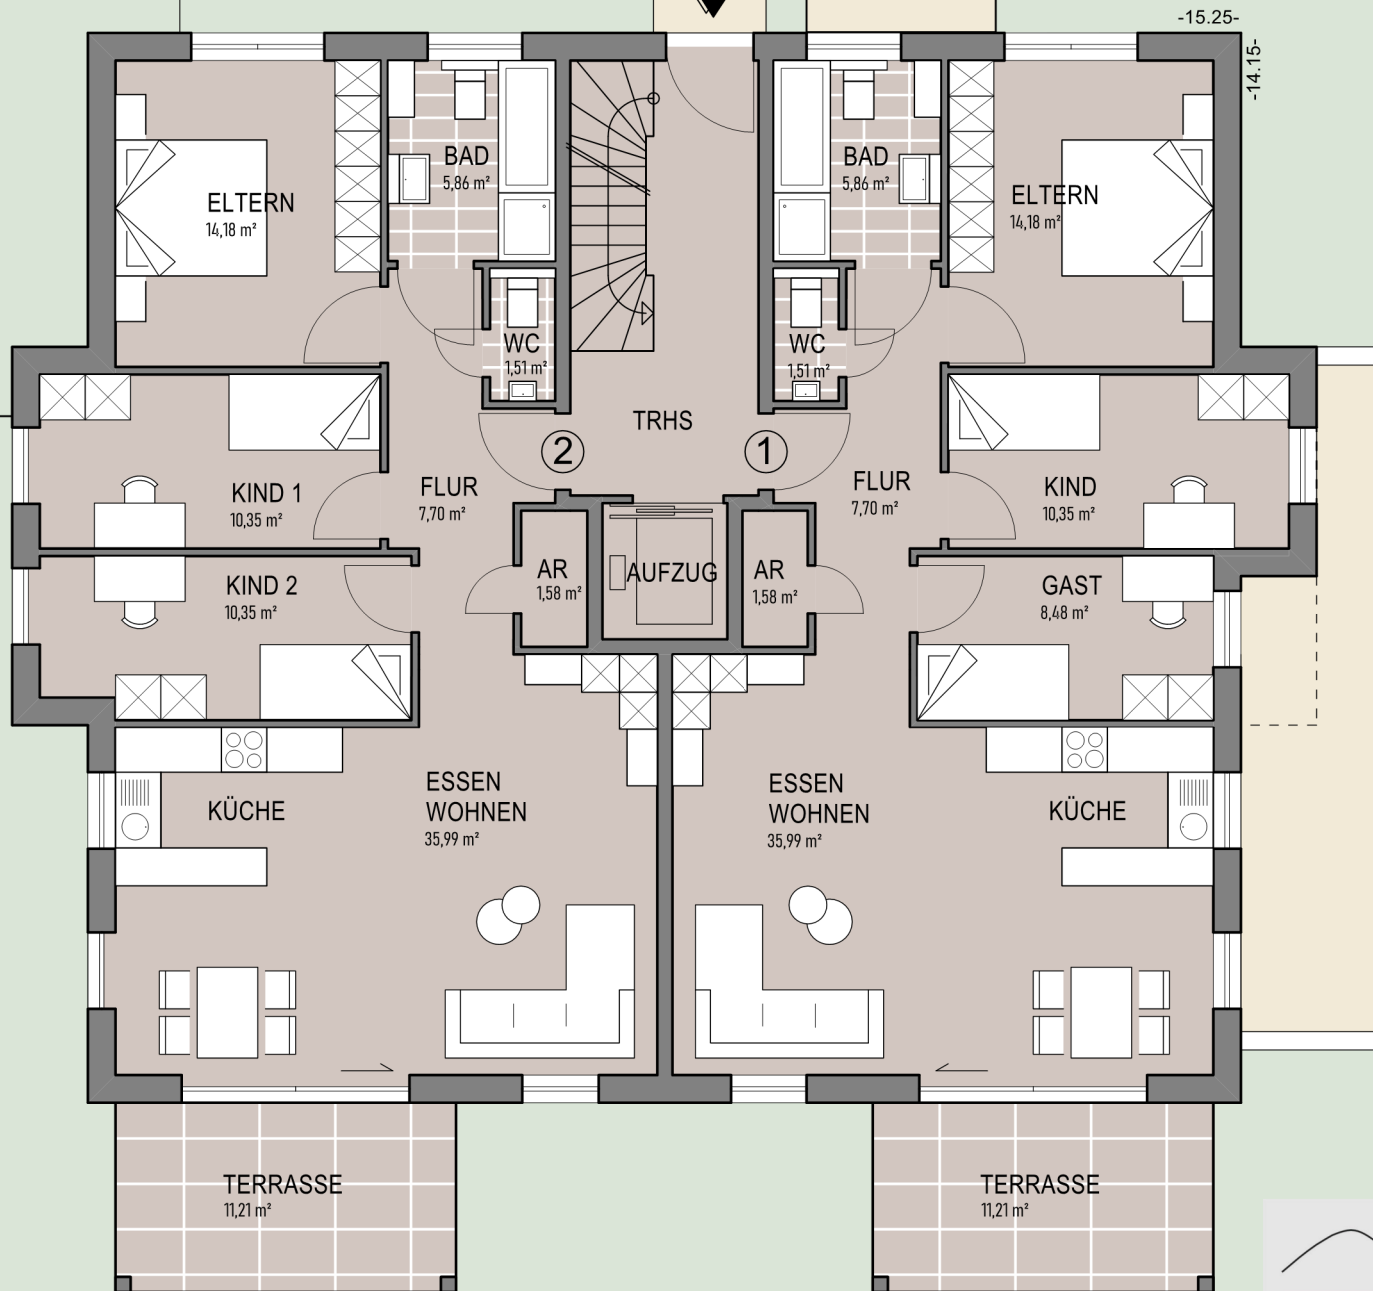 -15.25-
-14.15-
BAD
5,86 m²
BAD
5,86 m²
ELTERN
14,18 m²
ELTERN
14,18 m²
WC
1,51 m²
WC
1,51 m²
TRHS
2
1
KIND 1
10,35 m²
FLUR
7,70 m²
FLUR
7,70 m²
KIND
10,35 m²
KIND 2
10,35 m²
AR
1,58 m²
AUFZUG
AR
1,58 m²
GAST
8,48 m²
KÜCHE
ESSEN
WOHNEN
35,99 m²
ESSEN
WOHNEN
35,99 m²
KÜCHE
TERRASSE
11,21 m²
TERRASSE
11,21 m²